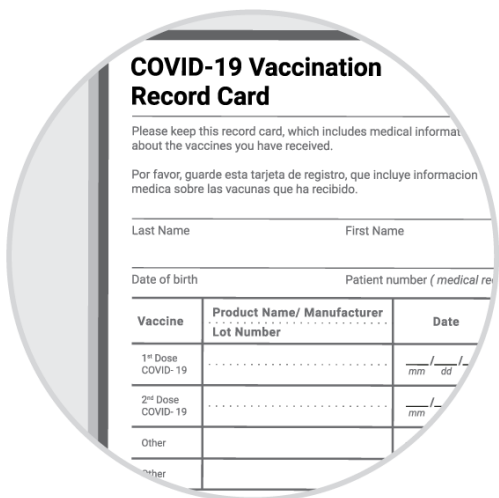 COVID-19 Vaccination
Record Card
Please keep this record card, which includes medical
about the vaccines you have received.
Por favor, guarde esta tarjeta de registro, que incluye informacion
medica sobre las vacunas que ha recibido.
Last Name First Name
Date of birth Patient number ( medical
Vaccine Product Name/ Manufacturer Date
Lot Number
1st Dose
COVID- 19
mm dd
2nd Dose
COVID- 19
mm
Other
Other